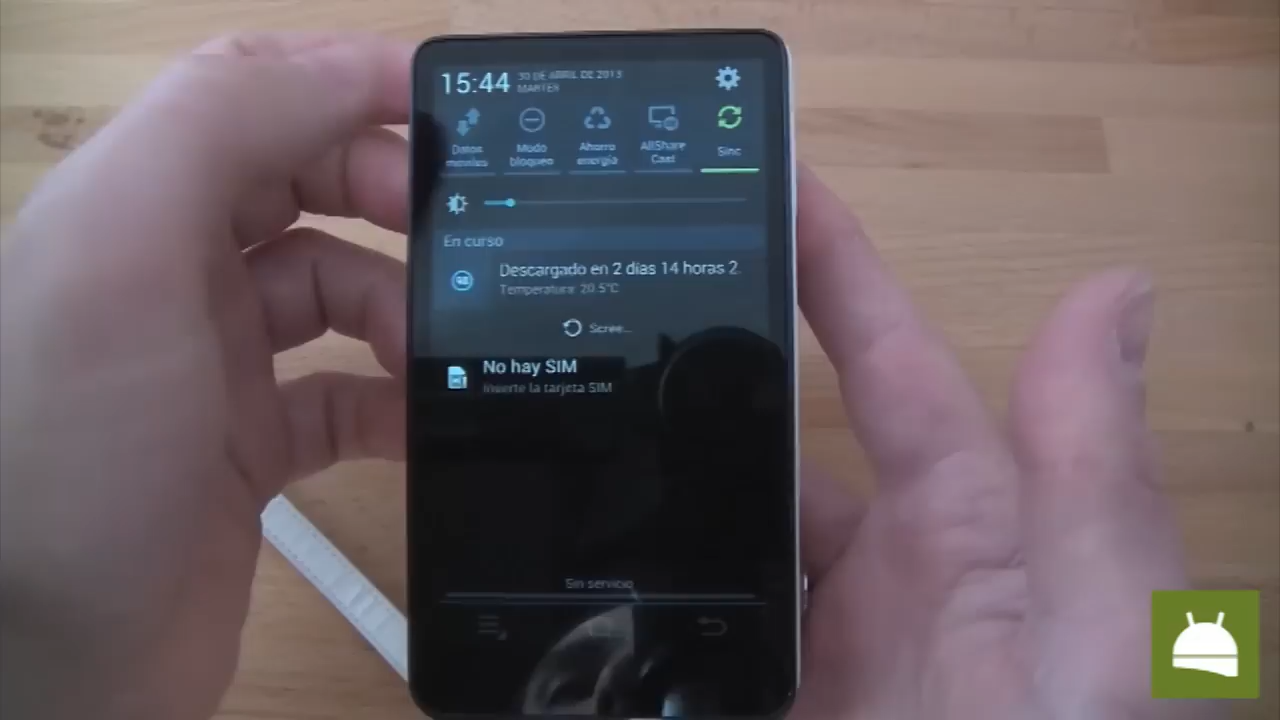 15:44
30 DE ABRIL DE 2013
MARTES
Datos móviles
Modo bloqueo
Ahorro energía
AllShare Cast
Sinc
En curso
98
Descargado en 2 días 14 horas 2
Temperatura: 20.5°C
Scree...
No hay SIM
Inserte la tarjeta SIM
Sin servicio